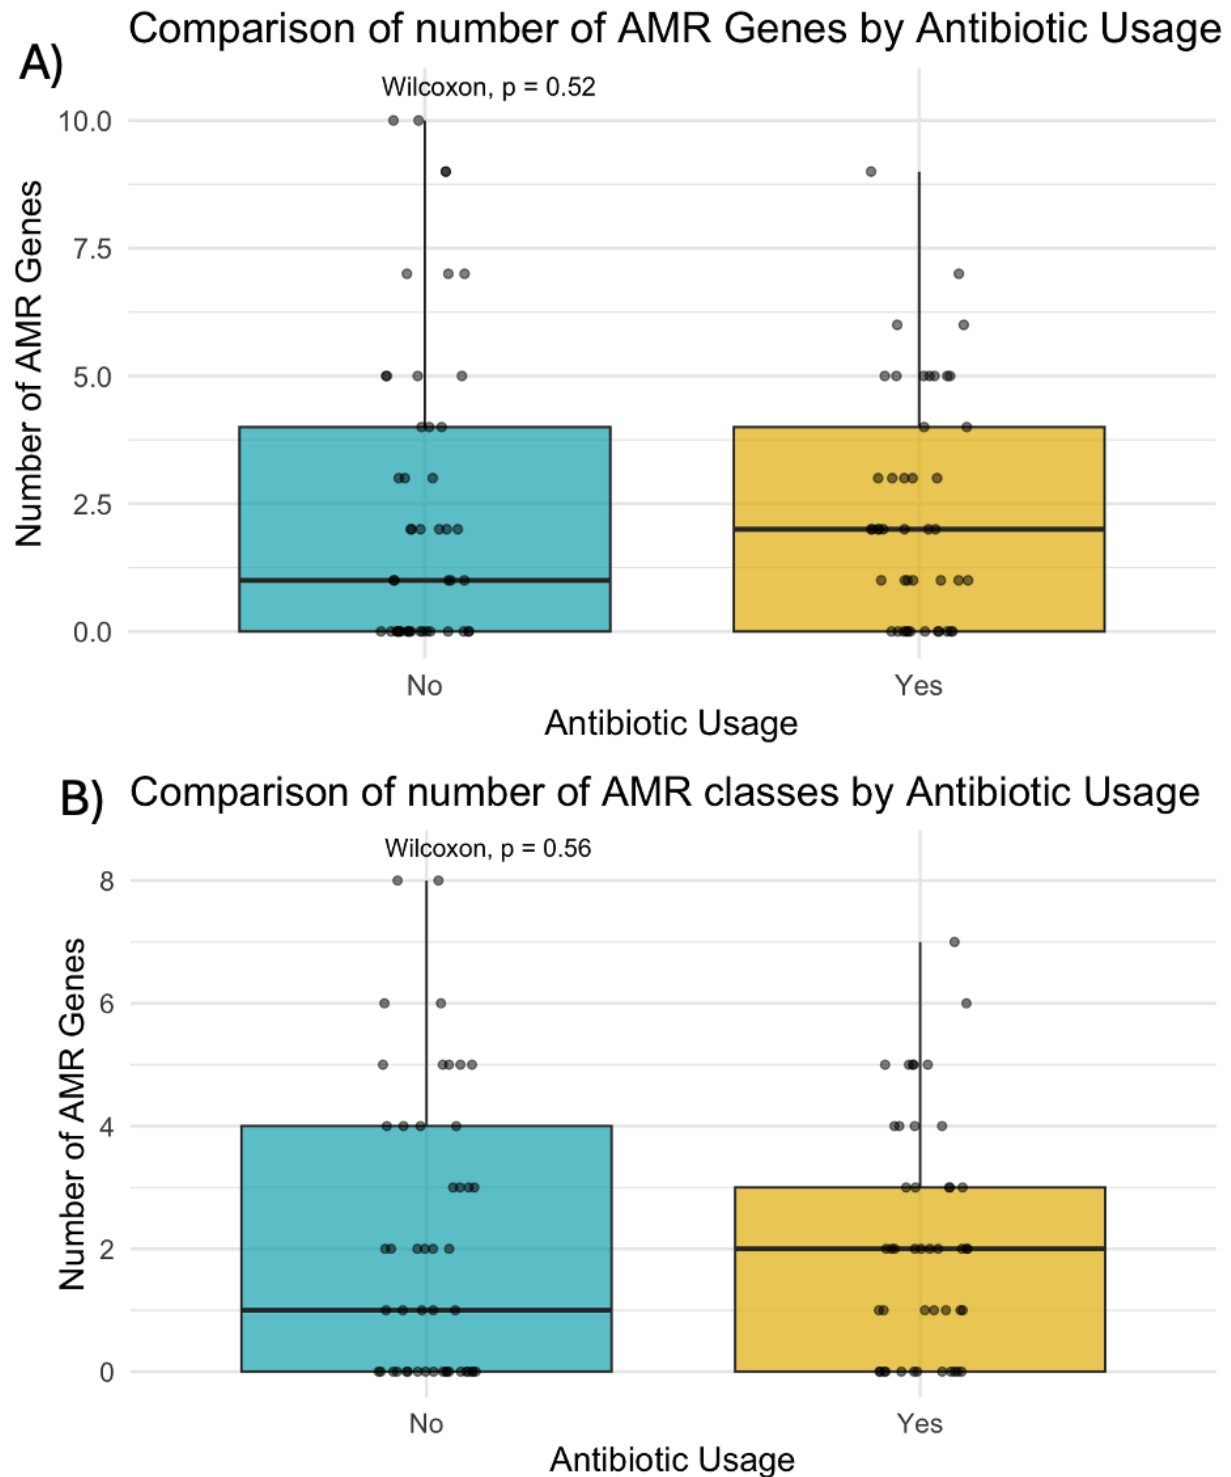 Comparison of number of AMR Genes by Antibiotic Usage
A)
Wilcoxon, p = 0.52
10.0
7.5
5.0
2.5
0.0
Number of AMR Genes
No
Yes
Antibiotic Usage
B)
Comparison of number of AMR classes by Antibiotic Usage
Wilcoxon, p = 0.56
8
6
4
2
0
Number of AMR Genes
No
Yes
Antibiotic Usage